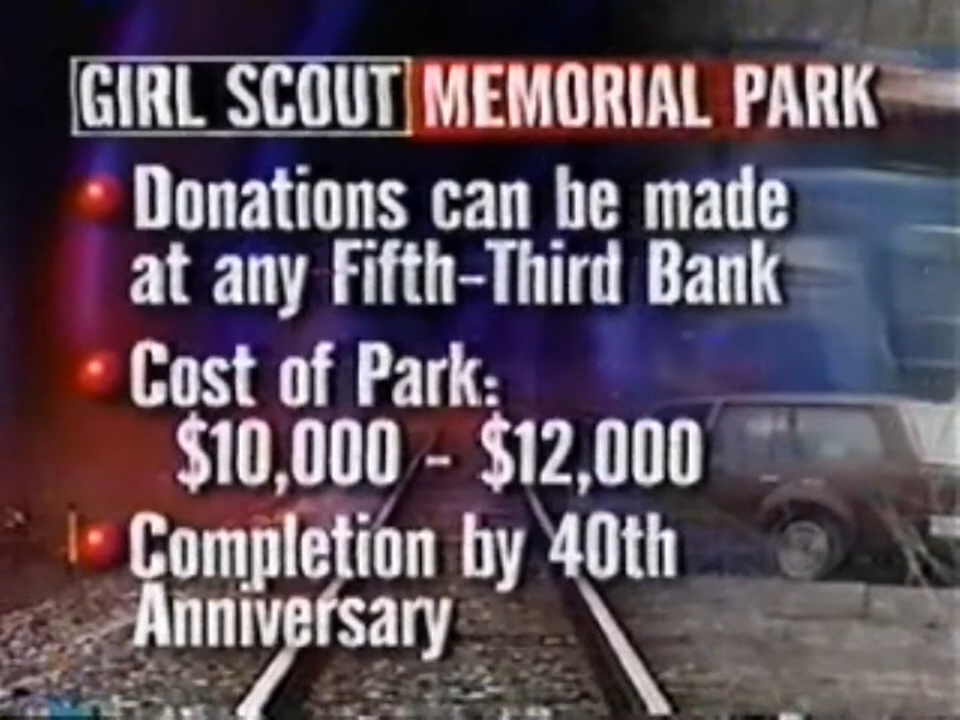 GIRL SCOUT MEMORIAL PARK
Donations can be made
at any Fifth-Third Bank
Cost of Park:
$10,000 - $12,000
Completion by 40th
Anniversary